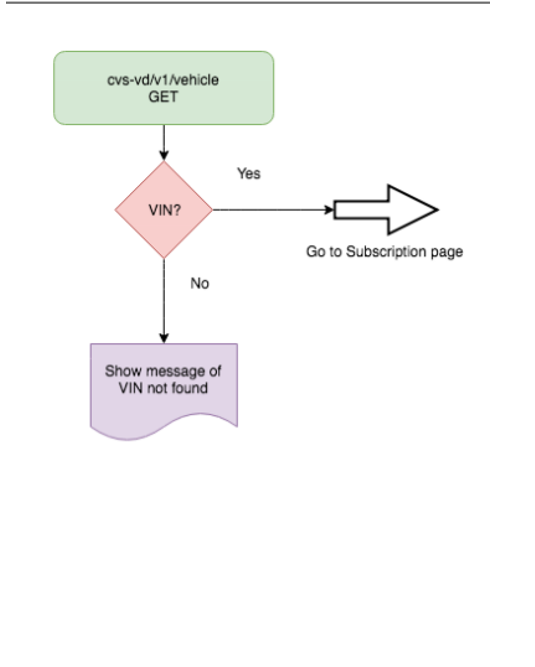 cvs-vd/v1/vehicle
GET
Yes
VIN?
Go to Subscription page
No
Show message of
VIN not found